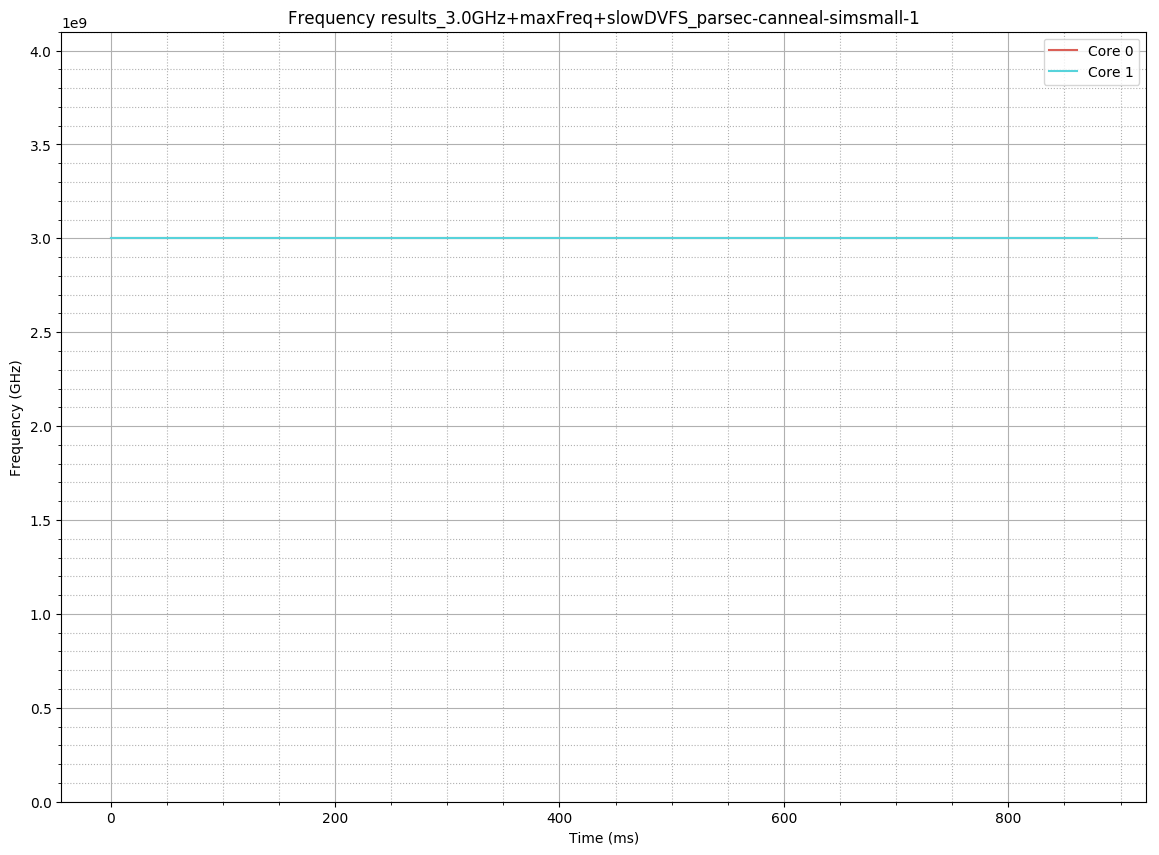 Frequency results_3.0GHz+maxFreq+slowDVFS_parsec-canneal-simsmall-1
1e9
Core 0
Core 1
4.0
3.5
3.0
2.5
2.0
1.5
1.0
0.5
0.0
Frequency (GHz)
0 200 400 600 800
Time (ms)